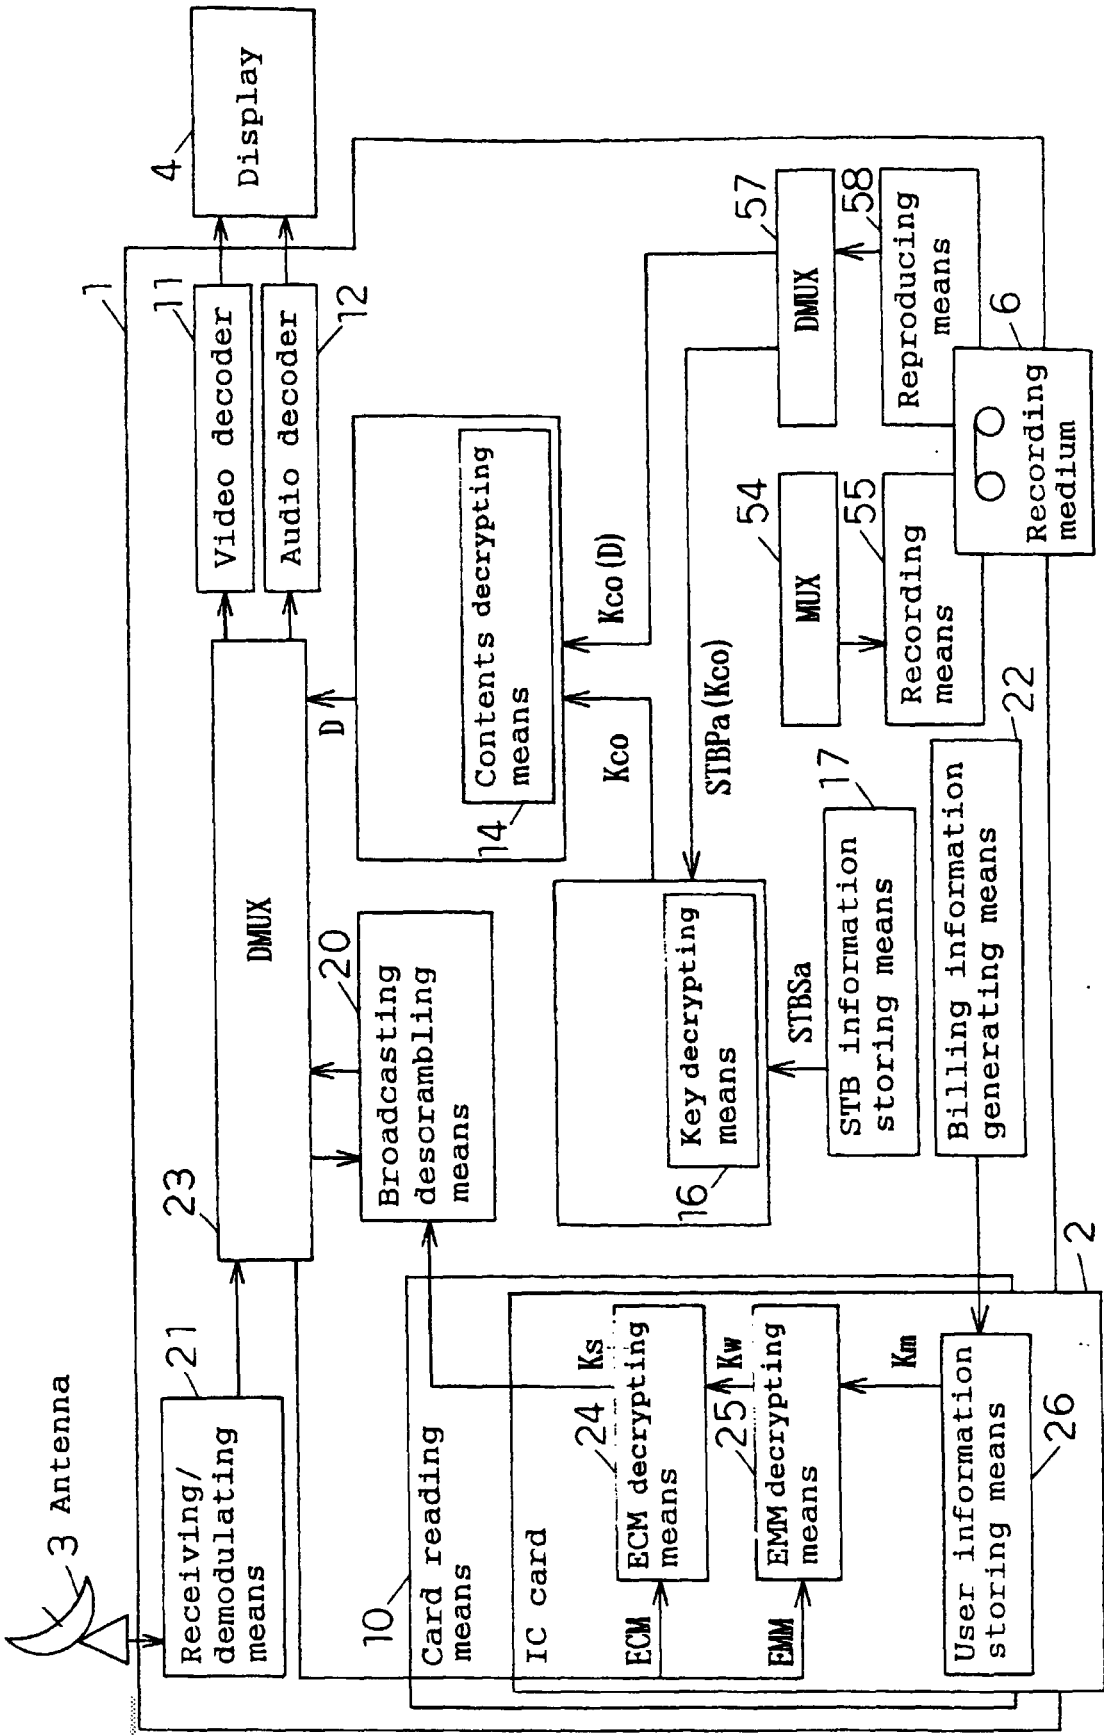 3 Antenna
21
Receiving/
demodulating
means
23
DMUX
1
11
Video decoder
Audio decoder
12
4
Display
20
Broadcasting
descrambling
means
D
Contents decrypting
means
14
Kco
Kco(D)
STBPa(Kco)
57
DMUX
58
Reproducing
means
54
MUX
55
Recording
means
6
Recording
medium
Key decrypting
means
16
STBSa
17
STB information
storing means
22
Billing information
generating means
10
Card reading
means
IC card
2
Ks
24
ECM decrypting
means
ECM
Kw
25
EMM decrypting
means
EMM
Km
User information
storing means
26